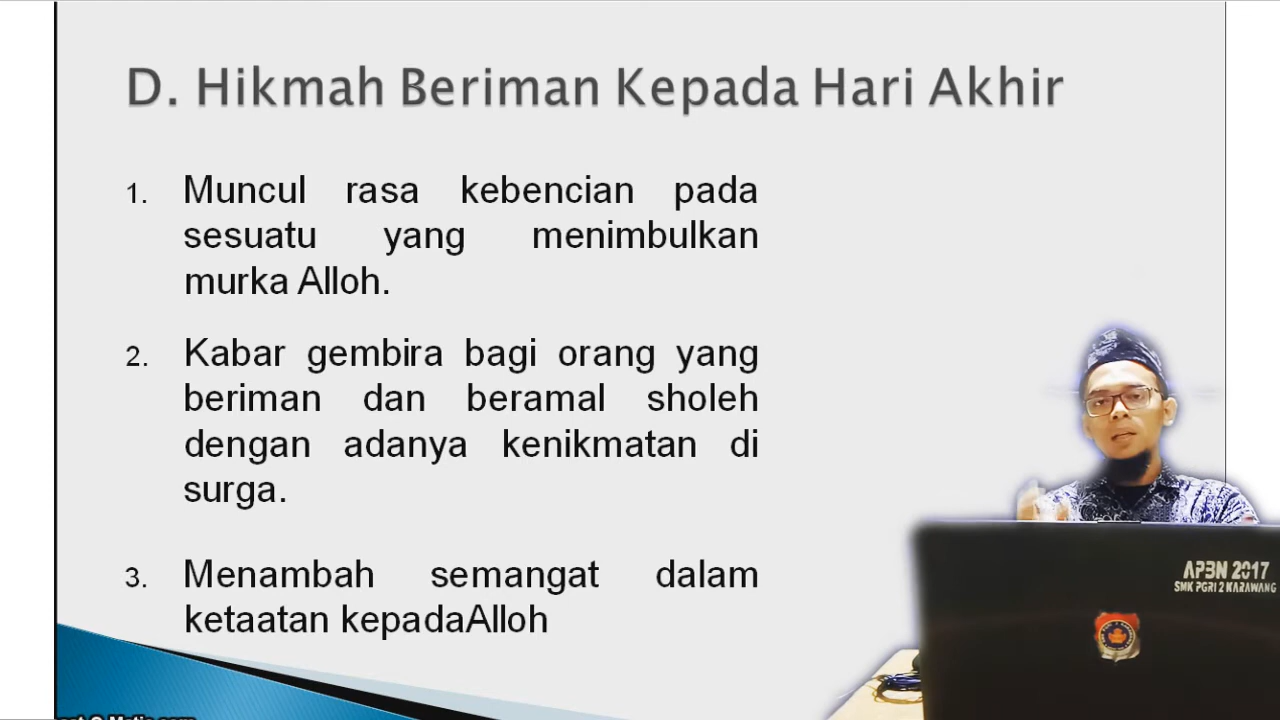 D. Hikmah Beriman Kepada Hari Akhir
1. Muncul rasa kebencian pada
sesuatu yang menimbulkan
murka Alloh.
2. Kabar gembira bagi orang yang
beriman dan beramal sholeh
dengan adanya kenikmatan di
surga.
3. Menambah semangat dalam
ketaatan kepadaAlloh
APBN 2017
SMK PGRI 2 KARAWANG